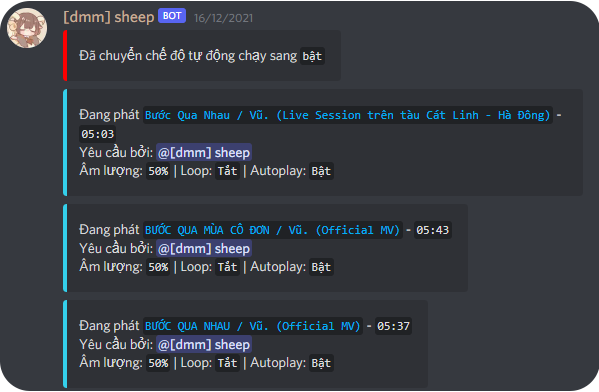 [dmm] sheep BOT 16/12/2021
Đã chuyển chế độ tự động chạy sang bật
Đang phát Bước Qua Nhau / Vũ. (Live Session trên tàu Cát Linh - Hà Đông) -
05:03
Yêu cầu bởi: @[dmm] sheep
Âm lượng: 50% | Loop: Tắt | Autoplay: Bật
Đang phát BƯỚC QUA MÙA CÔ ĐƠN / Vũ. (Official MV) - 05:43
Yêu cầu bởi: @[dmm] sheep
Âm lượng: 50% | Loop: Tắt | Autoplay: Bật
Đang phát BƯỚC QUA NHAU / Vũ. (Official MV) - 05:37
Yêu cầu bởi: @[dmm] sheep
Âm lượng: 50% | Loop: Tắt | Autoplay: Bật